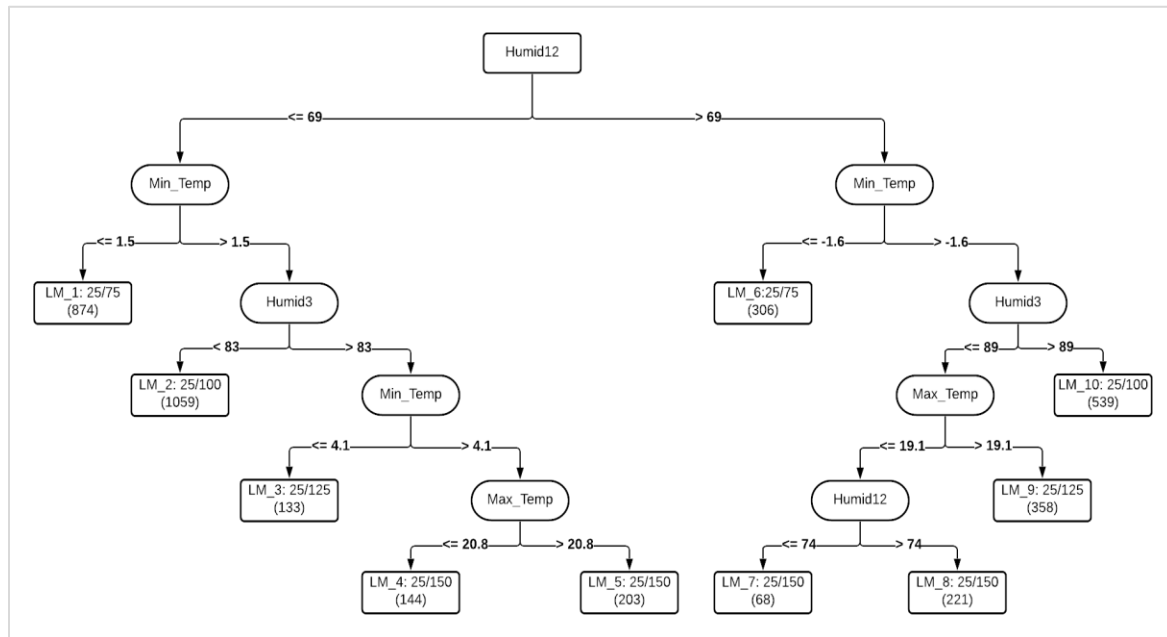 Humid12
<= 69
> 69
Min_Temp
Min_Temp
<= 1.5
> 1.5
<= -1.6
> -1.6
LM_1: 25/75
(874)
Humid3
LM_6:25/75
(306)
Humid3
< 83
> 83
<= 89
> 89
LM_2: 25/100
(1059)
Min_Temp
Max_Temp
LM_10: 25/100
(539)
<= 4.1
> 4.1
<= 19.1
> 19.1
LM_3: 25/125
(133)
Max_Temp
Humid12
LM_9: 25/125
(358)
<= 20.8
> 20.8
<= 74
> 74
LM_4: 25/150
(144)
LM_5: 25/150
(203)
LM_7: 25/150
(68)
LM_8: 25/150
(221)